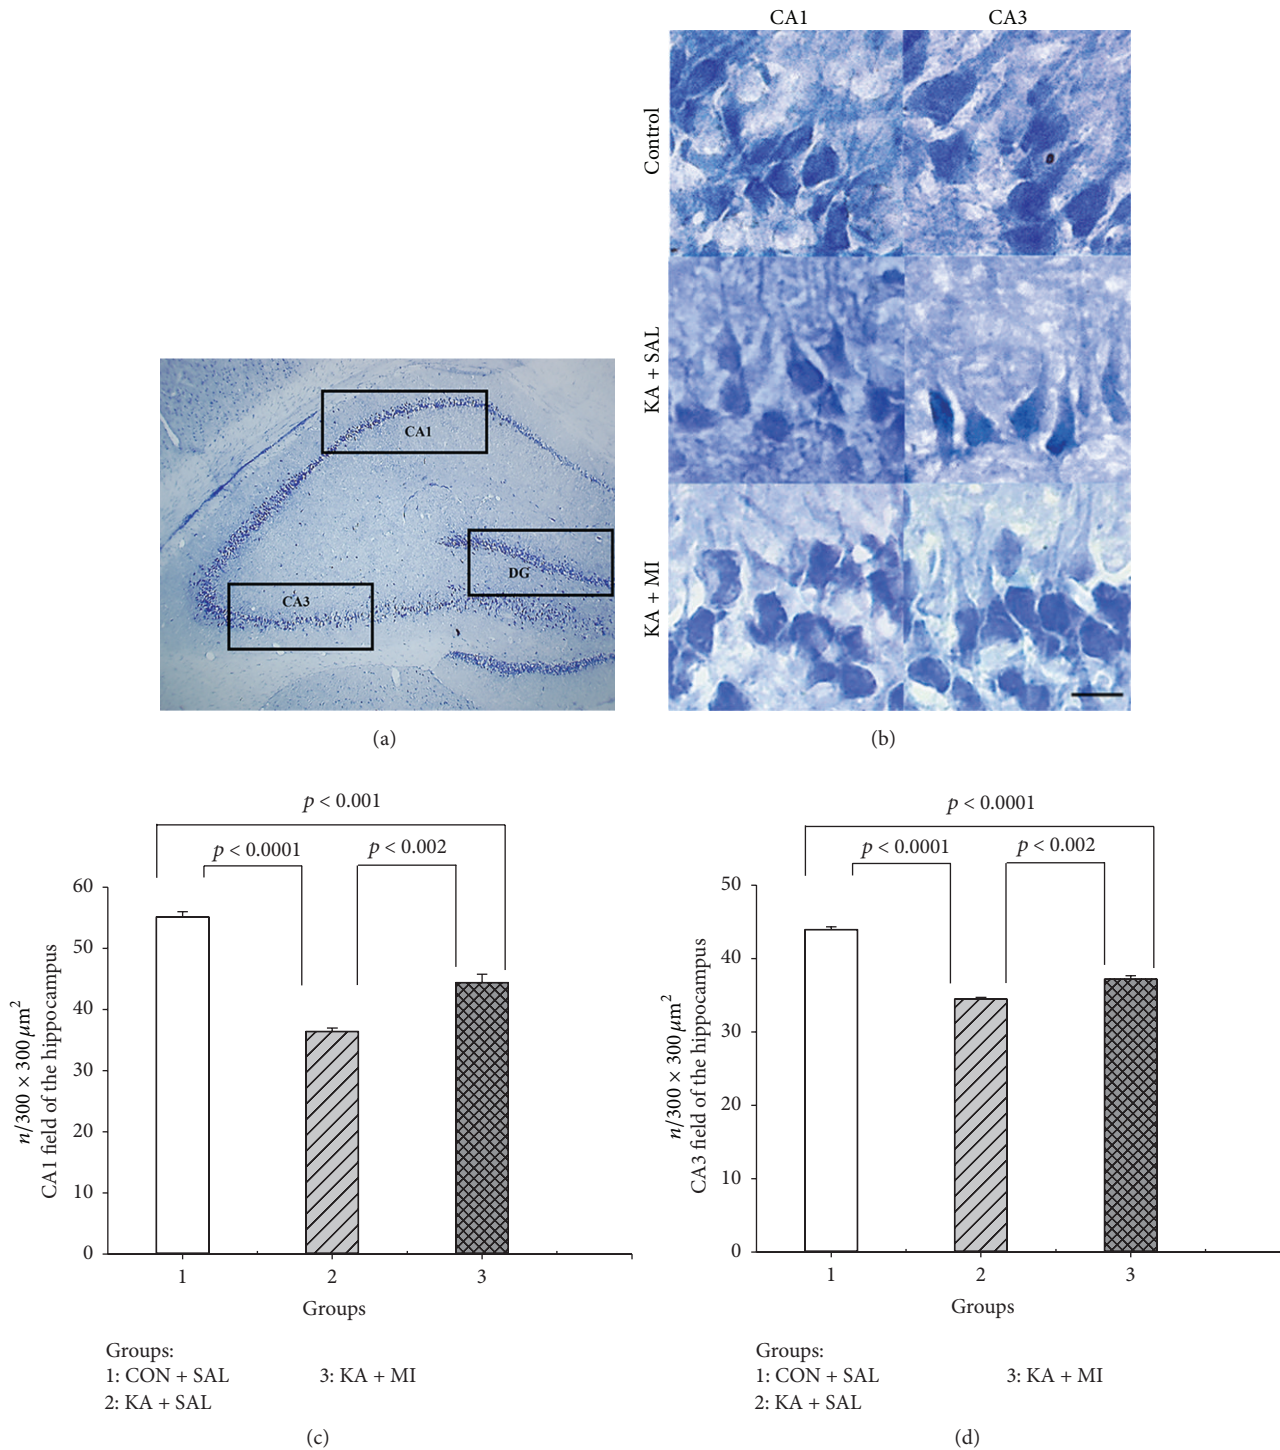 CA1 CA3
Control
KA + SAL
KA + MI
CA1
DG
CA3
(a)
(b)
p < 0.001
p < 0.0001 p < 0.002
60
50
40
30
20
10
0
n/300 × 300 μm²
CA1 field of the hippocampus
1 2 3
Groups
Groups:
1: CON + SAL 3: KA + MI
2: KA + SAL
(c)
p < 0.0001
p < 0.0001 p < 0.002
50
40
30
20
10
0
n/300 × 300 μm²
CA3 field of the hippocampus
1 2 3
Groups
Groups:
1: CON + SAL 3: KA + MI
2: KA + SAL
(d)